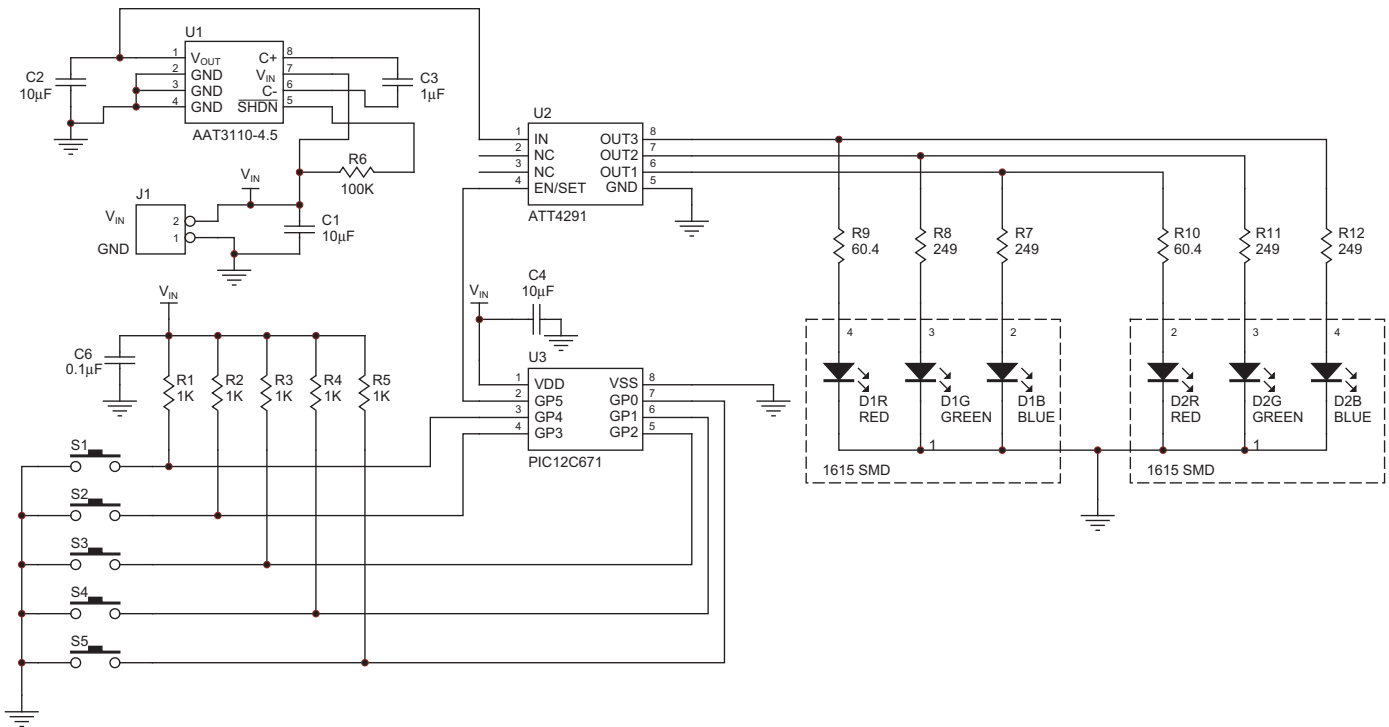 U1
1 V_OUT C+ 8
2 GND V_IN 7
3 GND C- 6
4 GND SHDN 5
AAT3110-4.5
C2
10µF
C3
1µF
R6
100K
V_IN
J1
V_IN 2
GND 1
C1
10µF
U2
1 IN OUT3 8
2 NC OUT2 7
3 NC OUT1 6
4 EN/SET GND 5
ATT4291
R9
60.4
R8
249
R7
249
R10
60.4
R11
249
R12
249
V_IN
C6
0.1µF
R1
1K
R2
1K
R3
1K
R4
1K
R5
1K
V_IN
C4
10µF
U3
1 VDD VSS 8
2 GP5 GP0 7
3 GP4 GP1 6
4 GP3 GP2 5
PIC12C671
4 3 2
D1R
RED
D1G
GREEN
D1B
BLUE
1
1615 SMD
2 3 4
D2R
RED
D2G
GREEN
D2B
BLUE
1
1615 SMD
S1
S2
S3
S4
S5